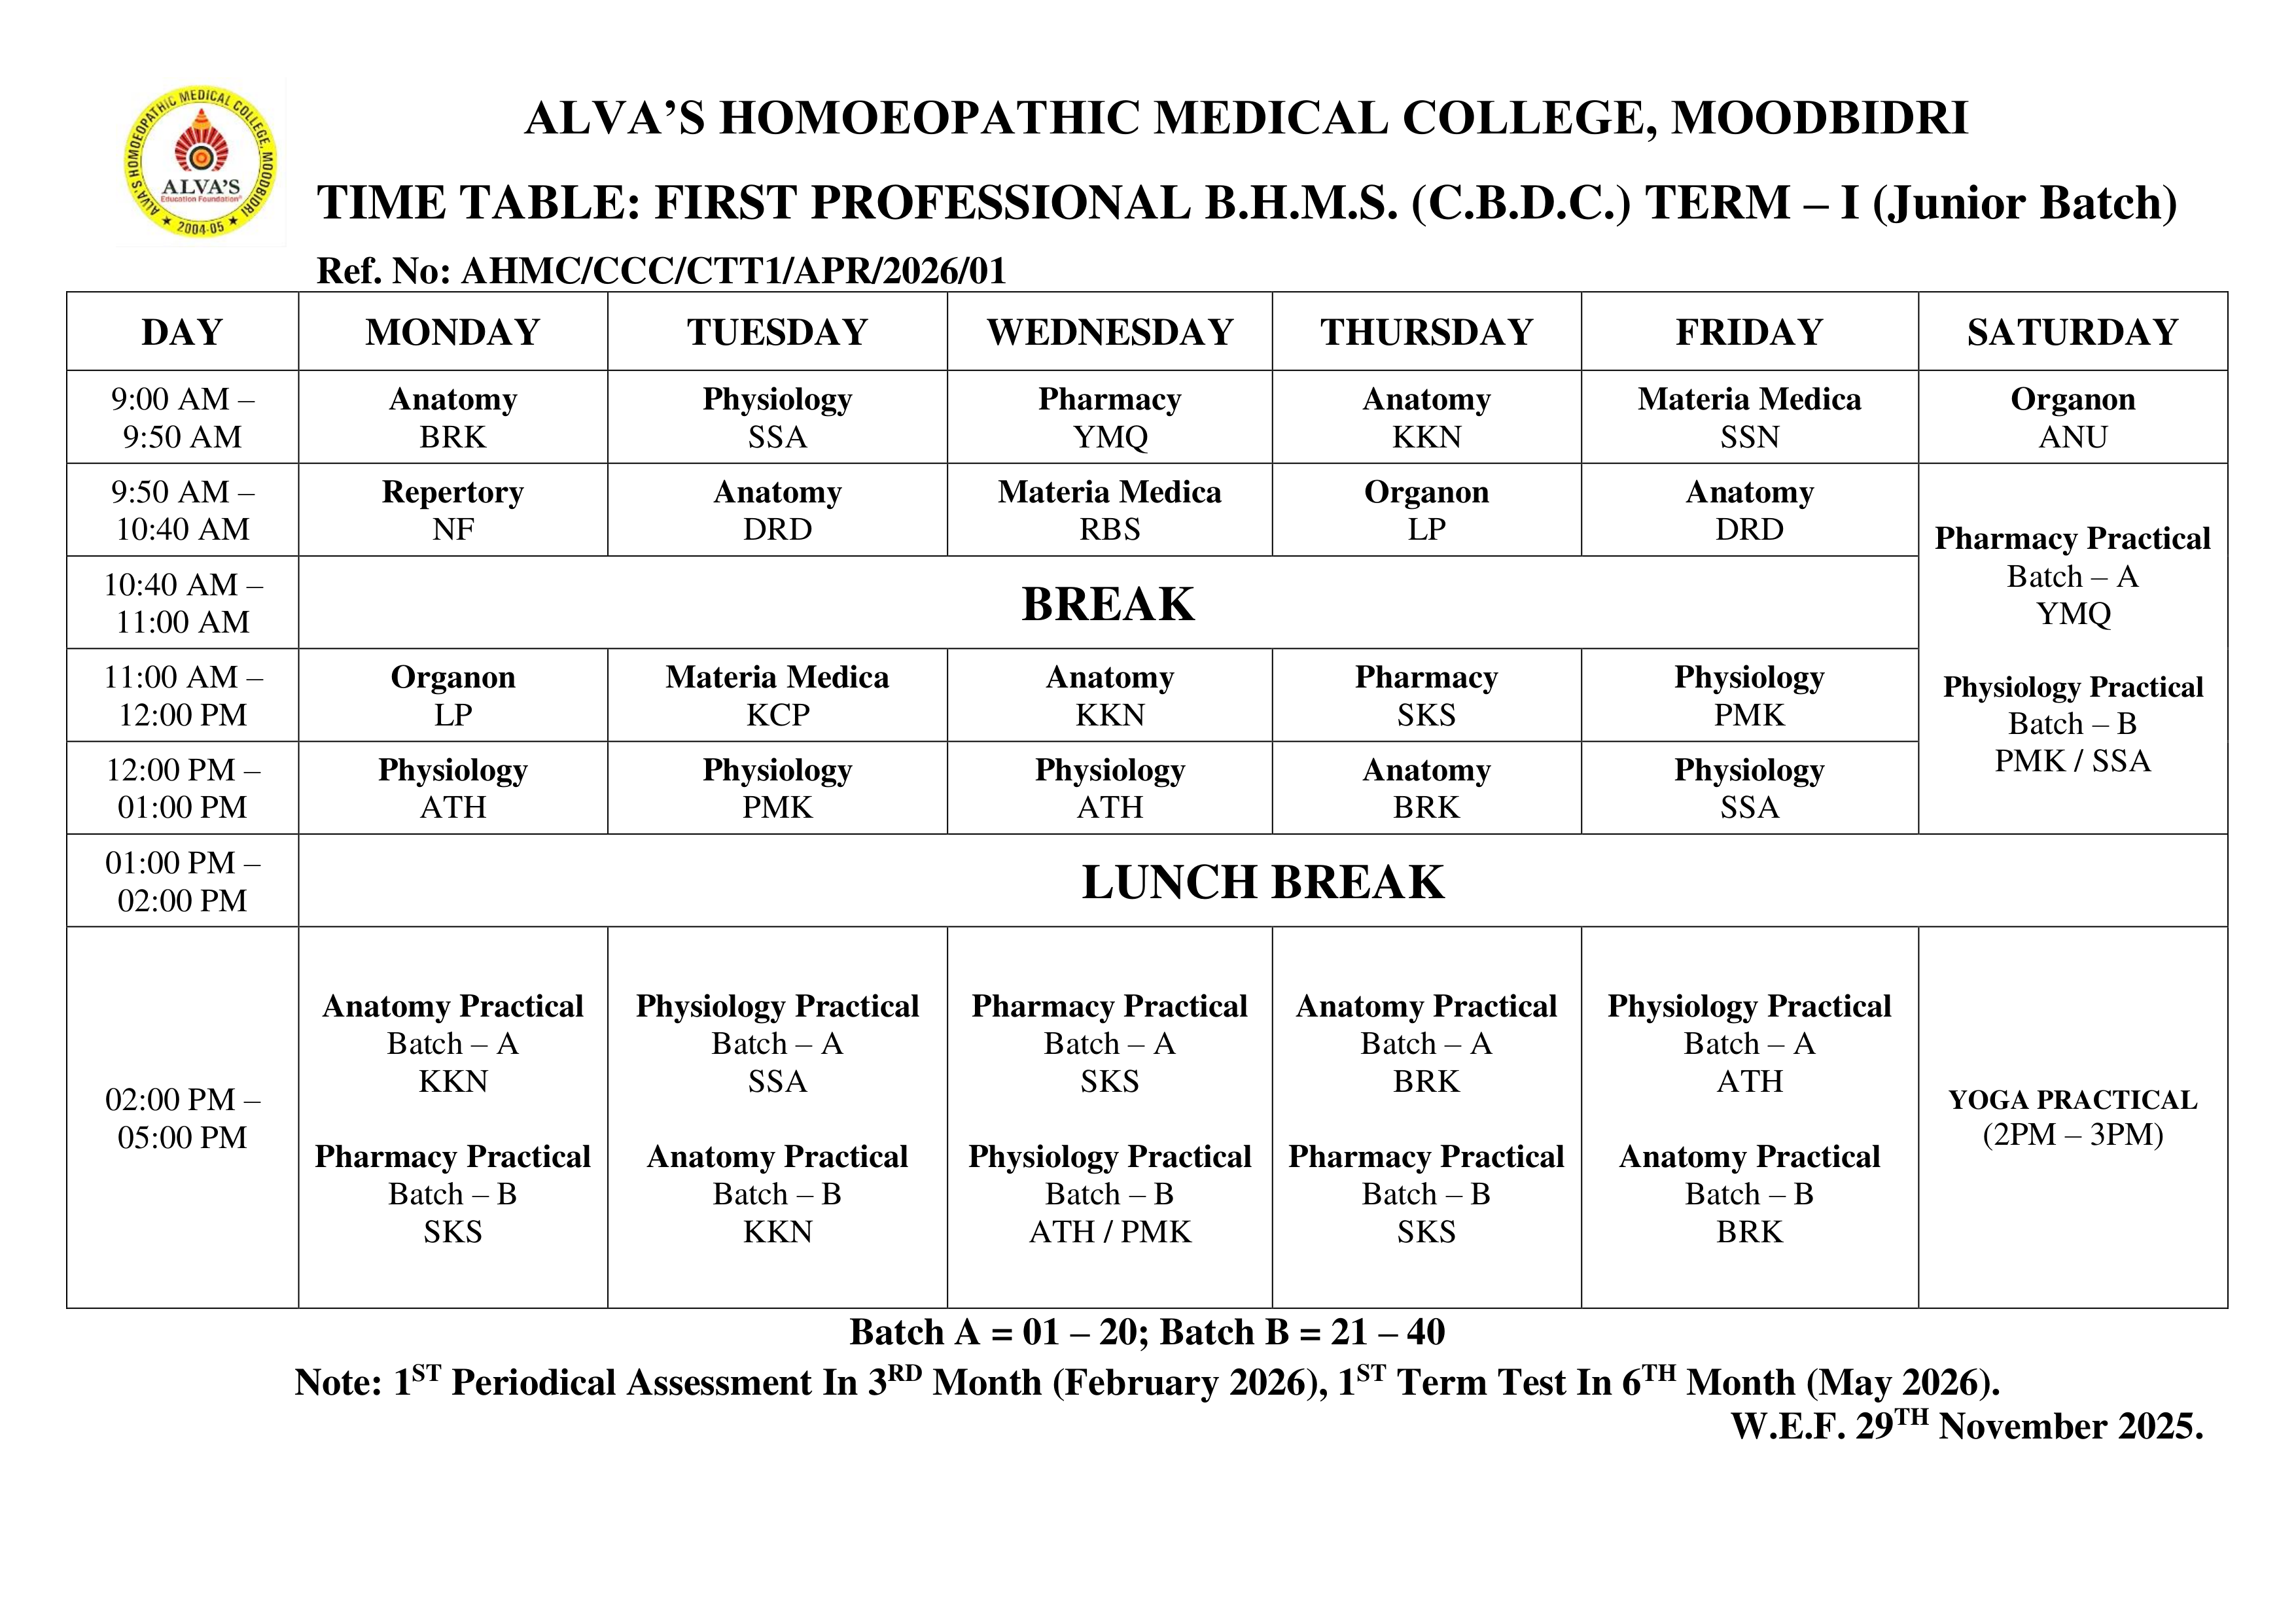 ALVA'S HOMOEOPATHIC MEDICAL COLLEGE, MOODBIDRI
ALVA'S
Education Foundation®
★ 2004-05 ★
ALVA’S HOMOEOPATHIC MEDICAL COLLEGE, MOODBIDRI
TIME TABLE: FIRST PROFESSIONAL B.H.M.S. (C.B.D.C.) TERM – I (Junior Batch)
Ref. No: AHMC/CCC/CTT1/APR/2026/01
DAY MONDAY TUESDAY WEDNESDAY THURSDAY FRIDAY SATURDAY
9:00 AM – Anatomy Physiology Pharmacy Anatomy Materia Medica Organon
9:50 AM BRK SSA YMQ KKN SSN ANU
9:50 AM – Repertory Anatomy Materia Medica Organon Anatomy
10:40 AM NF DRD RBS LP DRD
Pharmacy Practical
Batch – A
YMQ
Physiology Practical
Batch – B
PMK / SSA
10:40 AM –
11:00 AM
BREAK
11:00 AM – Organon Materia Medica Anatomy Pharmacy Physiology
12:00 PM LP KCP KKN SKS PMK
12:00 PM – Physiology Physiology Physiology Anatomy Physiology
01:00 PM ATH PMK ATH BRK SSA
01:00 PM –
02:00 PM
LUNCH BREAK
02:00 PM –
05:00 PM
Anatomy Practical Physiology Practical Pharmacy Practical Anatomy Practical Physiology Practical
Batch – A Batch – A Batch – A Batch – A Batch – A
KKN SSA SKS BRK ATH
Pharmacy Practical Anatomy Practical Physiology Practical Pharmacy Practical Anatomy Practical
Batch – B Batch – B Batch – B Batch – B Batch – B
SKS KKN ATH / PMK SKS BRK
YOGA PRACTICAL
(2PM – 3PM)
Batch A = 01 – 20; Batch B = 21 – 40
Note: 1ST Periodical Assessment In 3RD Month (February 2026), 1ST Term Test In 6TH Month (May 2026).
W.E.F. 29TH November 2025.